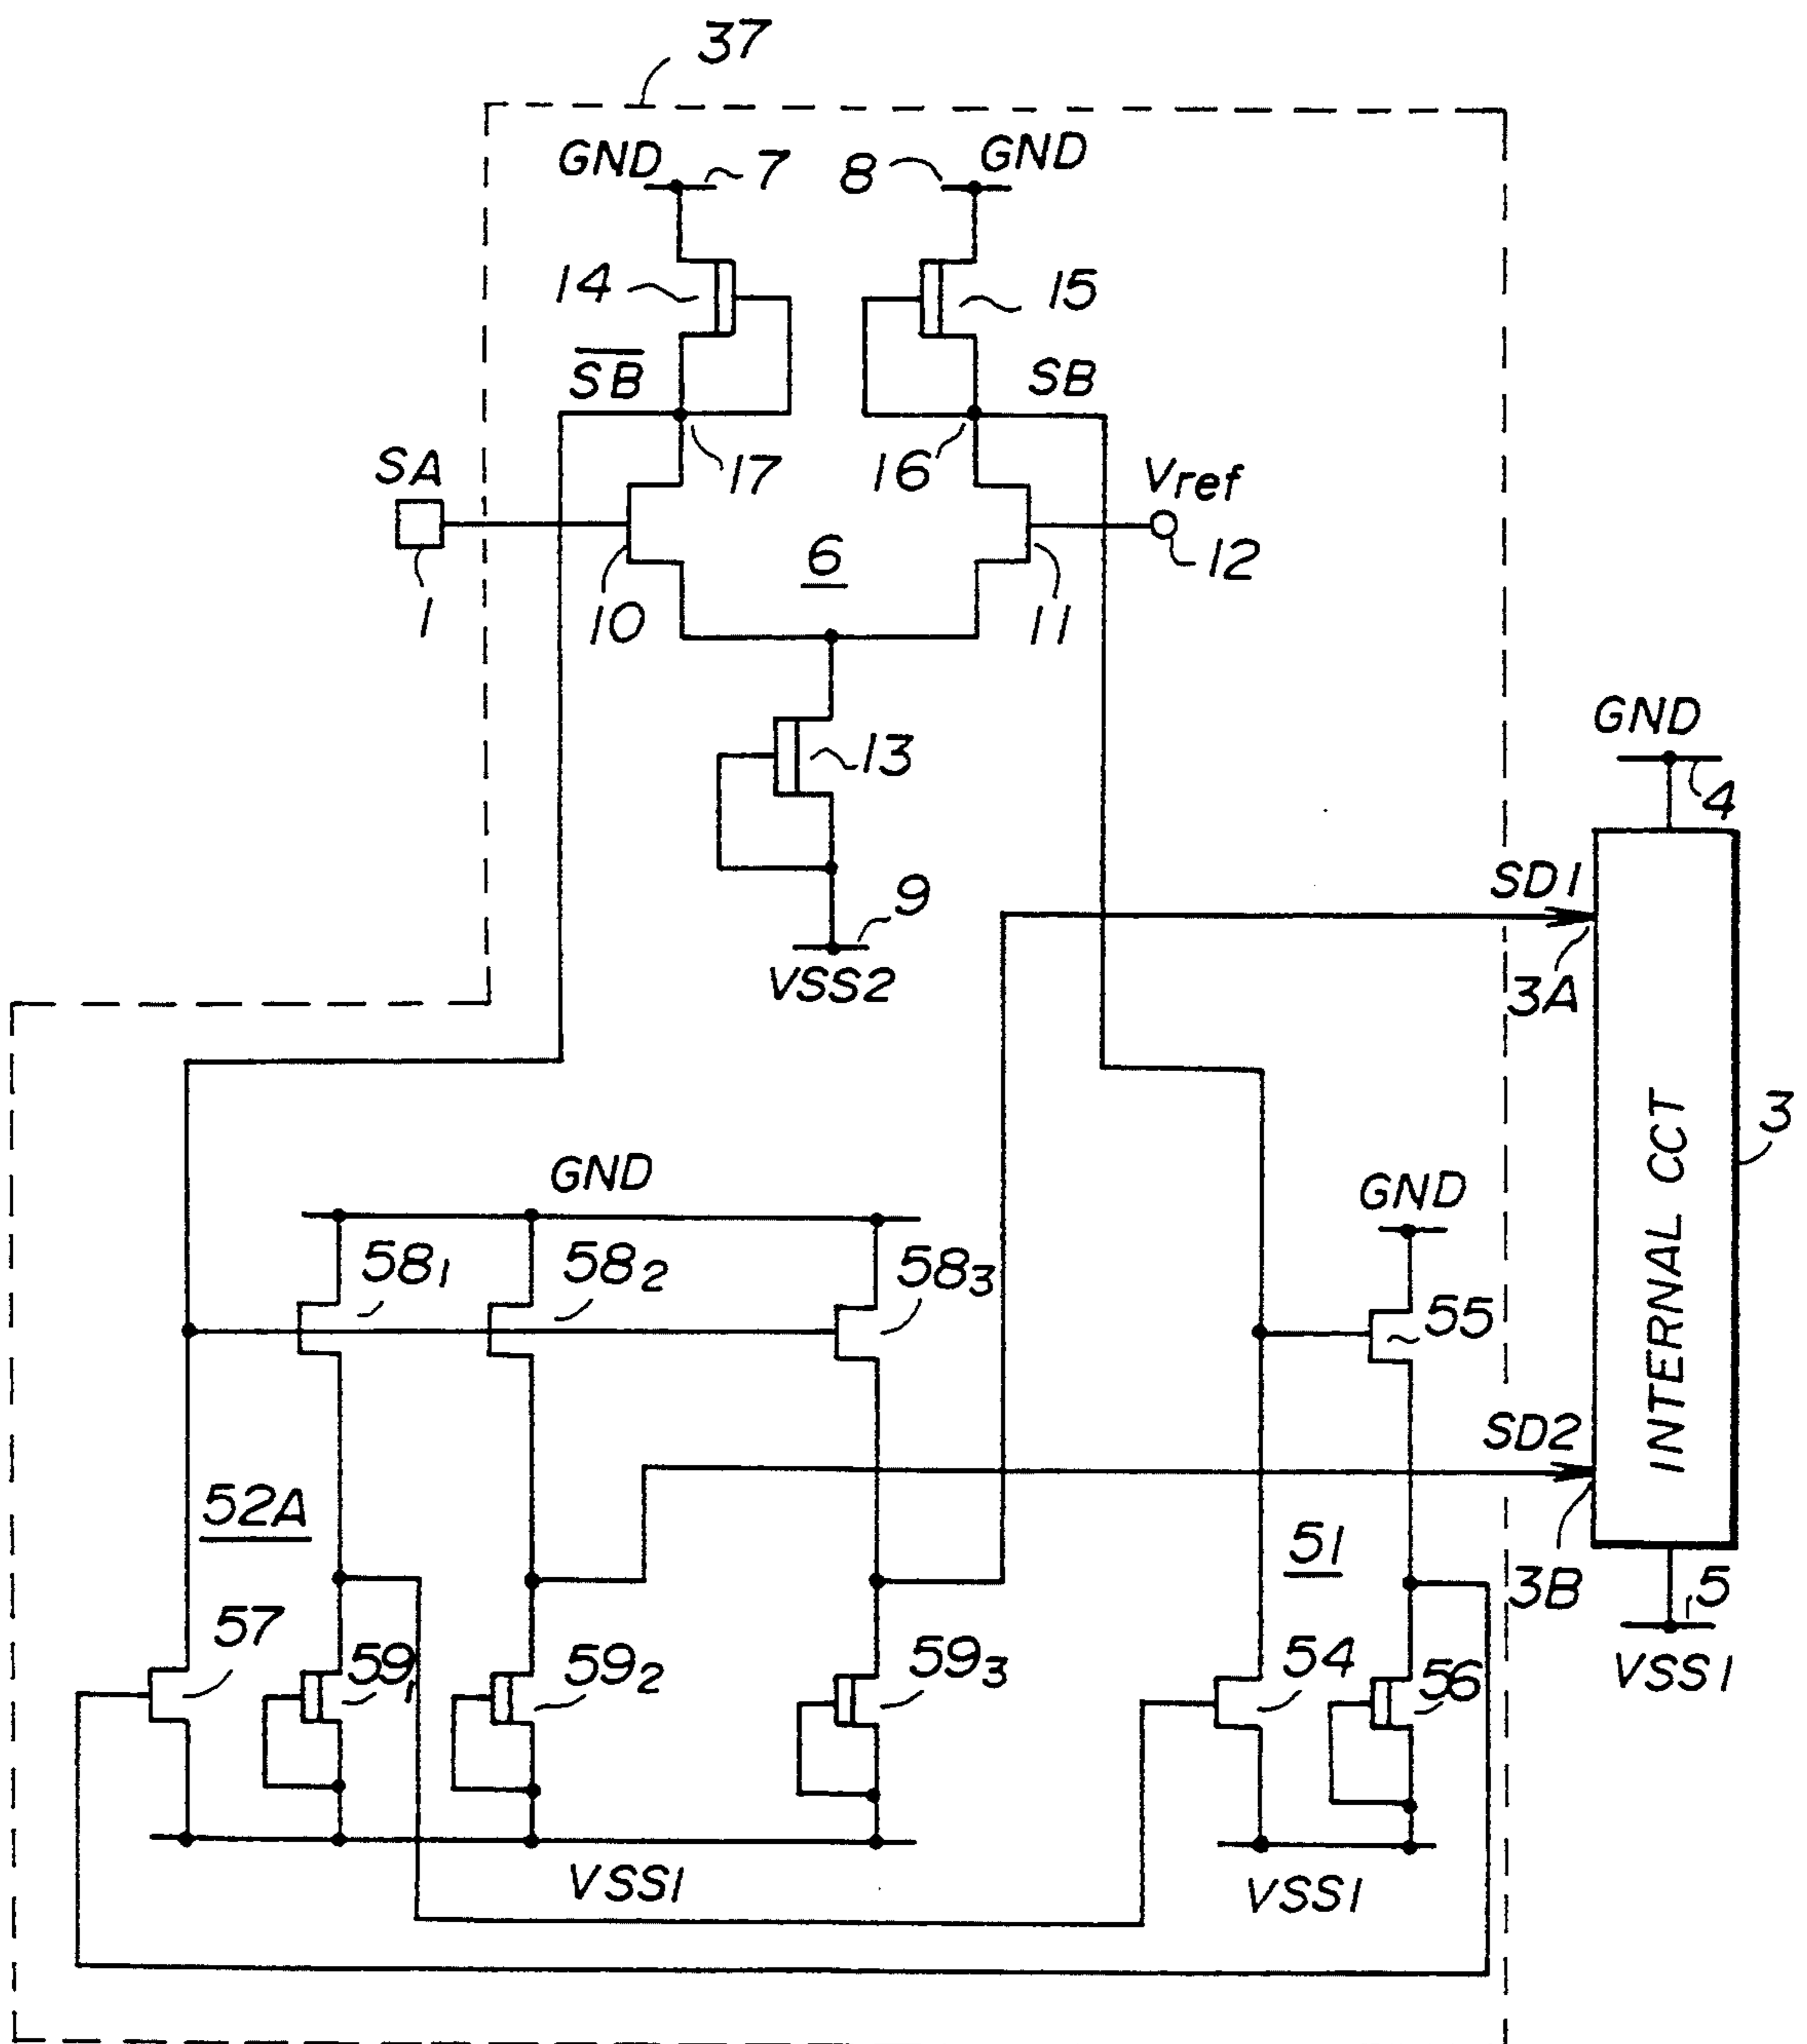 37
GND 7
8 GND
14
15
SB
SB
17
16
SA
Vref
1
10
6
11
12
13
9
VSS2
GND
4
SD1
3A
INTERNAL CCT
3
GND
GND
58₁
58₂
58₃
55
SD2
3B
52A
51
5
VSS1
57
59₁
59₂
59₃
54
56
VSS1
VSS1